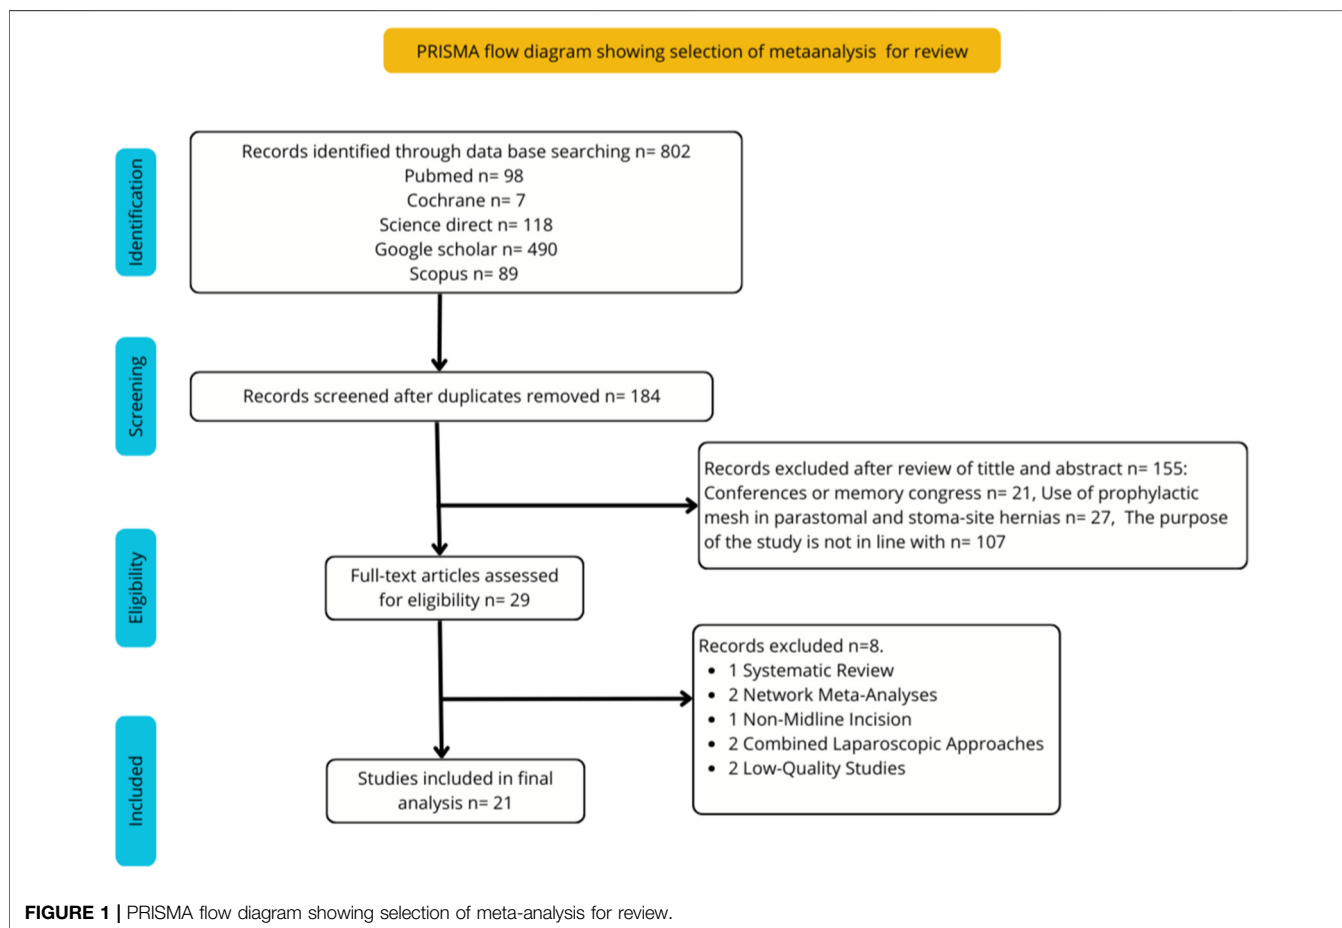 PRISMA flow diagram showing selection of metaanalysis for review
Identification
Records identified through data base searching n= 802
Pubmed n= 98
Cochrane n= 7
Science direct n= 118
Google scholar n= 490
Scopus n= 89
Screening
Records screened after duplicates removed n= 184
Records excluded after review of tittle and abstract n= 155:
Conferences or memory congress n= 21, Use of prophylactic
mesh in parastomal and stoma-site hernias n= 27, The purpose
of the study is not in line with n= 107
Eligibility
Full-text articles assessed
for eligibility n= 29
Records excluded n=8.
• 1 Systematic Review
• 2 Network Meta-Analyses
• 1 Non-Midline Incision
• 2 Combined Laparoscopic Approaches
• 2 Low-Quality Studies
Included
Studies included in final
analysis n= 21
FIGURE 1 | PRISMA flow diagram showing selection of meta-analysis for review.